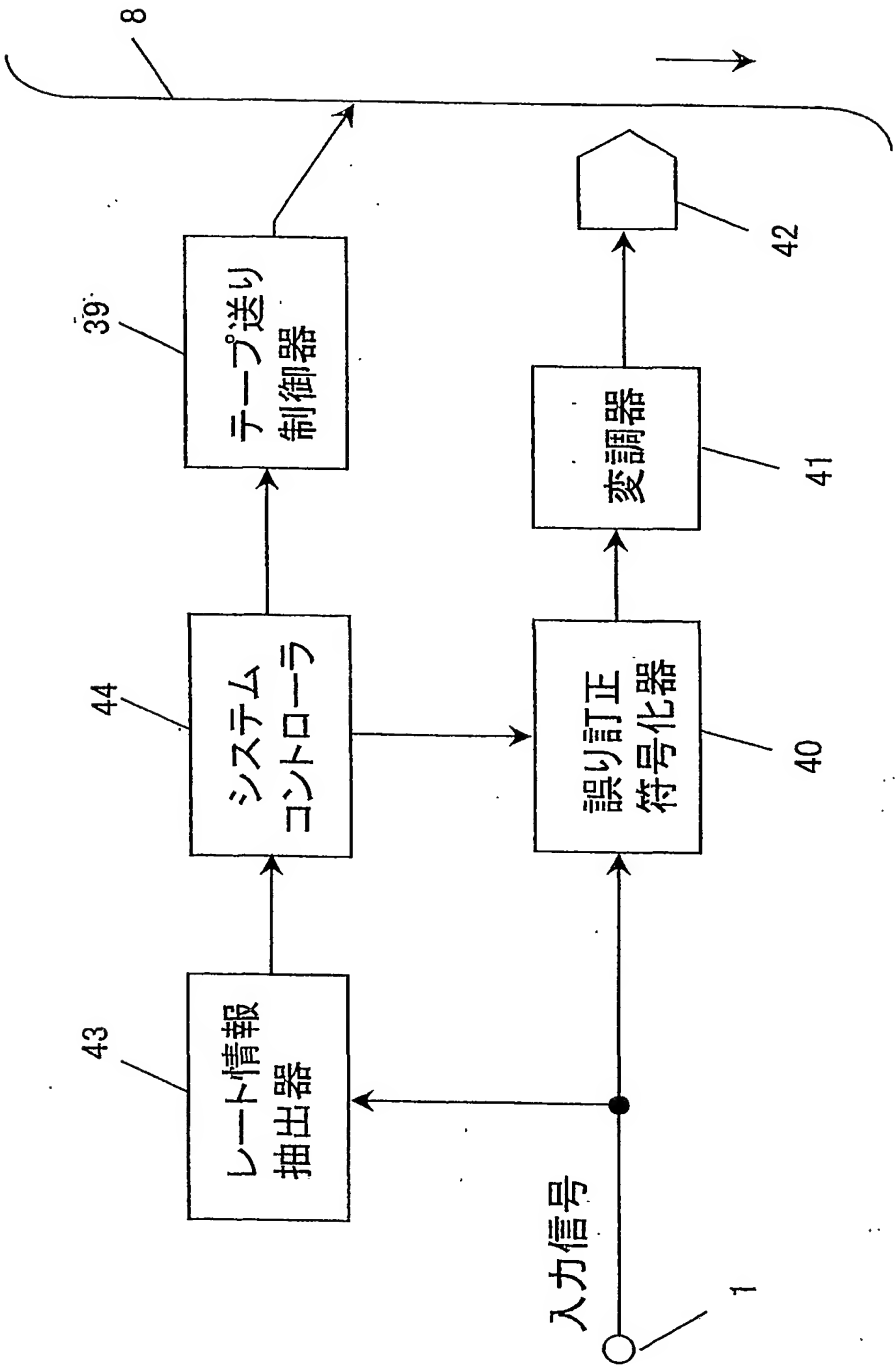 8
39
テープ送り
制御器
44
システム
コントローラ
43
レート情報
抽出器
42
変調器
41
誤り訂正
符号化器
40
入力信号
1